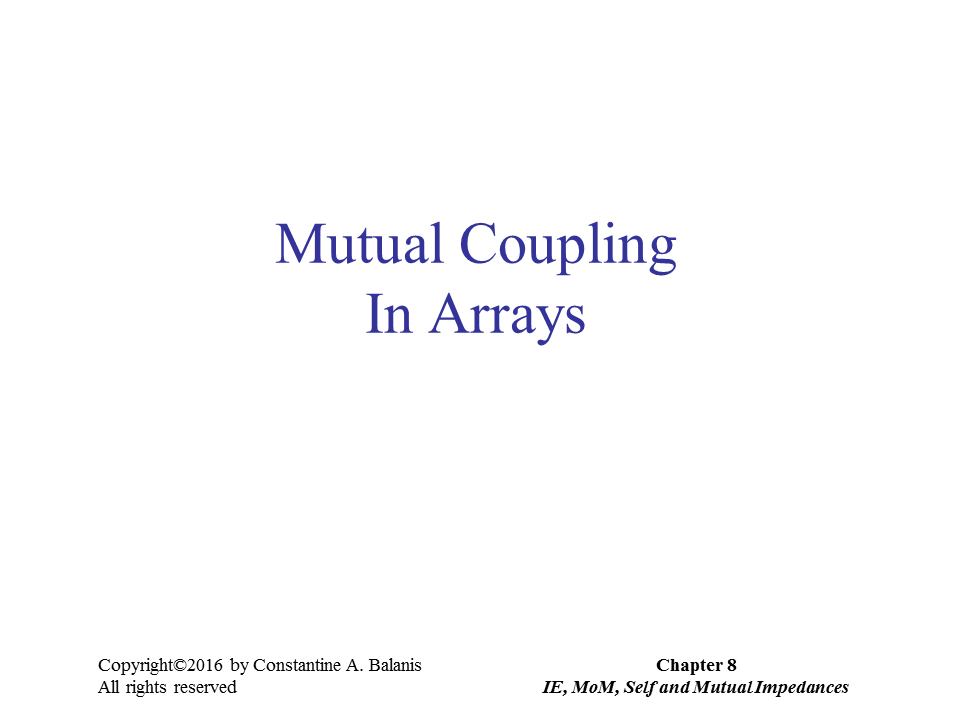 Mutual Coupling
In Arrays
Copyright©2016 by Constantine A. Balanis
All rights reserved
Chapter 8
IE, MoM, Self and Mutual Impedances